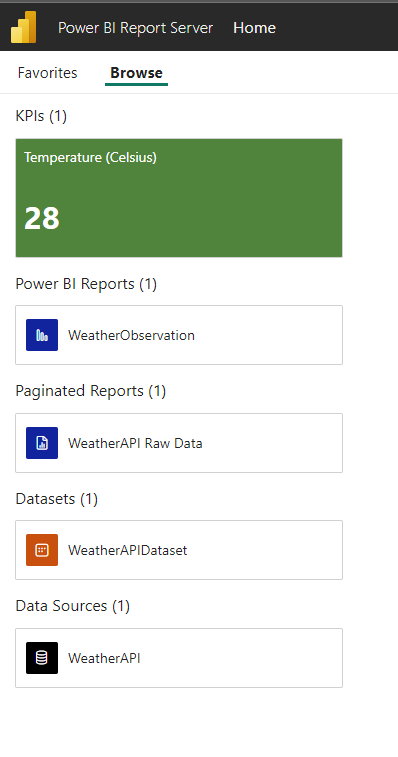 Power BI Report Server Home
Favorites Browse
KPIs (1)
Temperature (Celsius)
28
Power BI Reports (1)
WeatherObservation
Paginated Reports (1)
WeatherAPI Raw Data
Datasets (1)
WeatherAPIDataset
Data Sources (1)
WeatherAPI